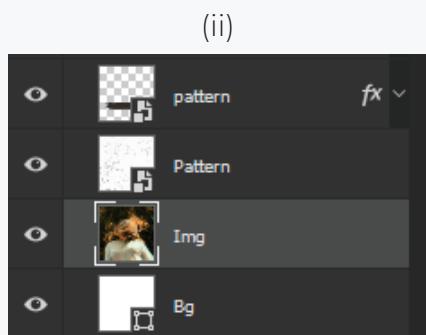 (ii)
pattern fx
Pattern
Img
Bg